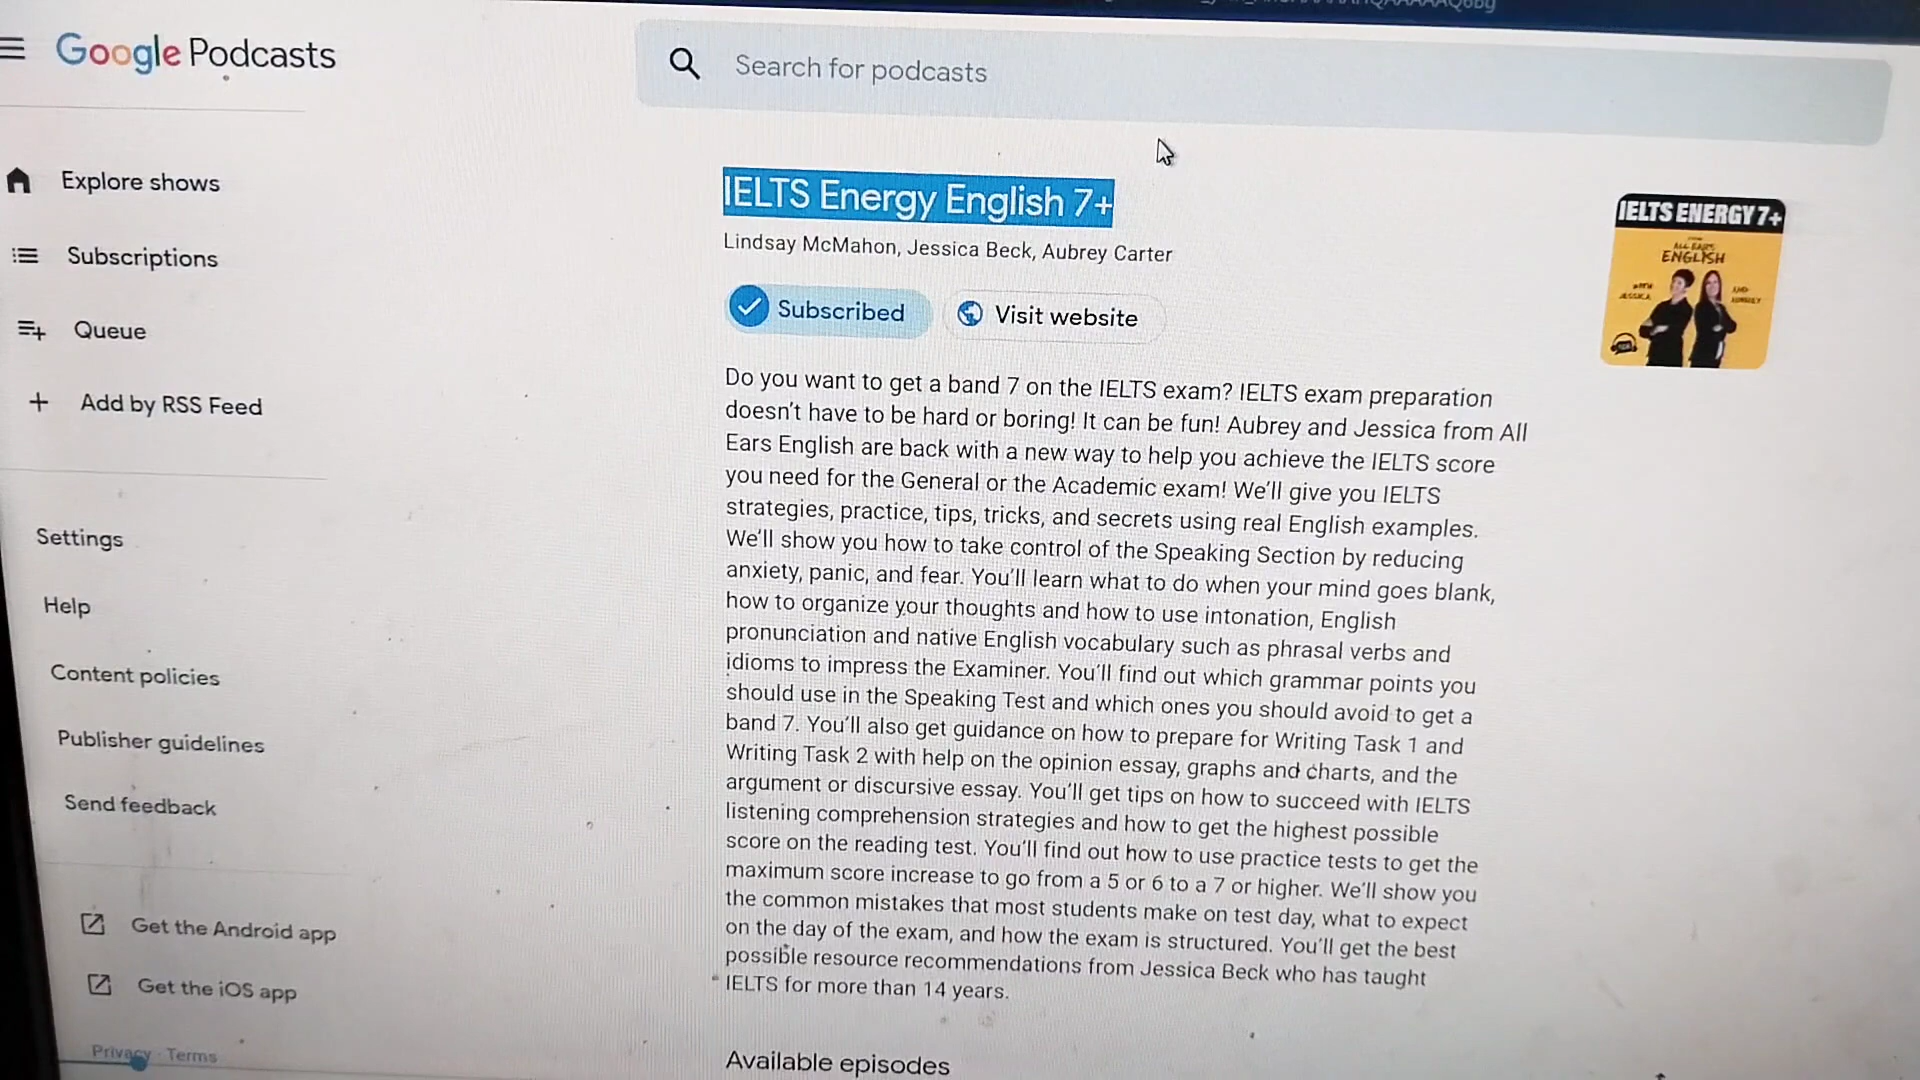 Google Podcasts
Search for podcasts
Explore shows
Subscriptions
Queue
Add by RSS Feed
Settings
Help
Content policies
Publisher guidelines
Send feedback
Get the Android app
Get the iOS app
Privacy · Terms
IELTS Energy English 7+
Lindsay McMahon, Jessica Beck, Aubrey Carter
Subscribed
Visit website
IELTS ENERGY 7+
ALL EARS
ENGLISH
WITH
JESSICA
AND
AUBREY
Do you want to get a band 7 on the IELTS exam? IELTS exam preparation
doesn't have to be hard or boring! It can be fun! Aubrey and Jessica from All
Ears English are back with a new way to help you achieve the IELTS score
you need for the General or the Academic exam! We'll give you IELTS
strategies, practice, tips, tricks, and secrets using real English examples.
We'll show you how to take control of the Speaking Section by reducing
anxiety, panic, and fear. You'll learn what to do when your mind goes blank,
how to organize your thoughts and how to use intonation, English
pronunciation and native English vocabulary such as phrasal verbs and
idioms to impress the Examiner. You'll find out which grammar points you
should use in the Speaking Test and which ones you should avoid to get a
band 7. You'll also get guidance on how to prepare for Writing Task 1 and
Writing Task 2 with help on the opinion essay, graphs and charts, and the
argument or discursive essay. You'll get tips on how to succeed with IELTS
listening comprehension strategies and how to get the highest possible
score on the reading test. You'll find out how to use practice tests to get the
maximum score increase to go from a 5 or 6 to a 7 or higher. We'll show you
the common mistakes that most students make on test day, what to expect
on the day of the exam, and how the exam is structured. You'll get the best
possible resource recommendations from Jessica Beck who has taught
IELTS for more than 14 years.
Available episodes